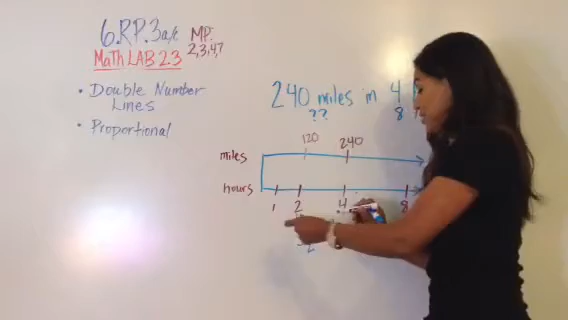 6.RP.3a/c
MP:
2,3,4,7
Math LAB 2.3
• Double Number
Lines
• Proportional
240 miles in 4
?? 8
120 240
miles
hours
1 2 4 8
2